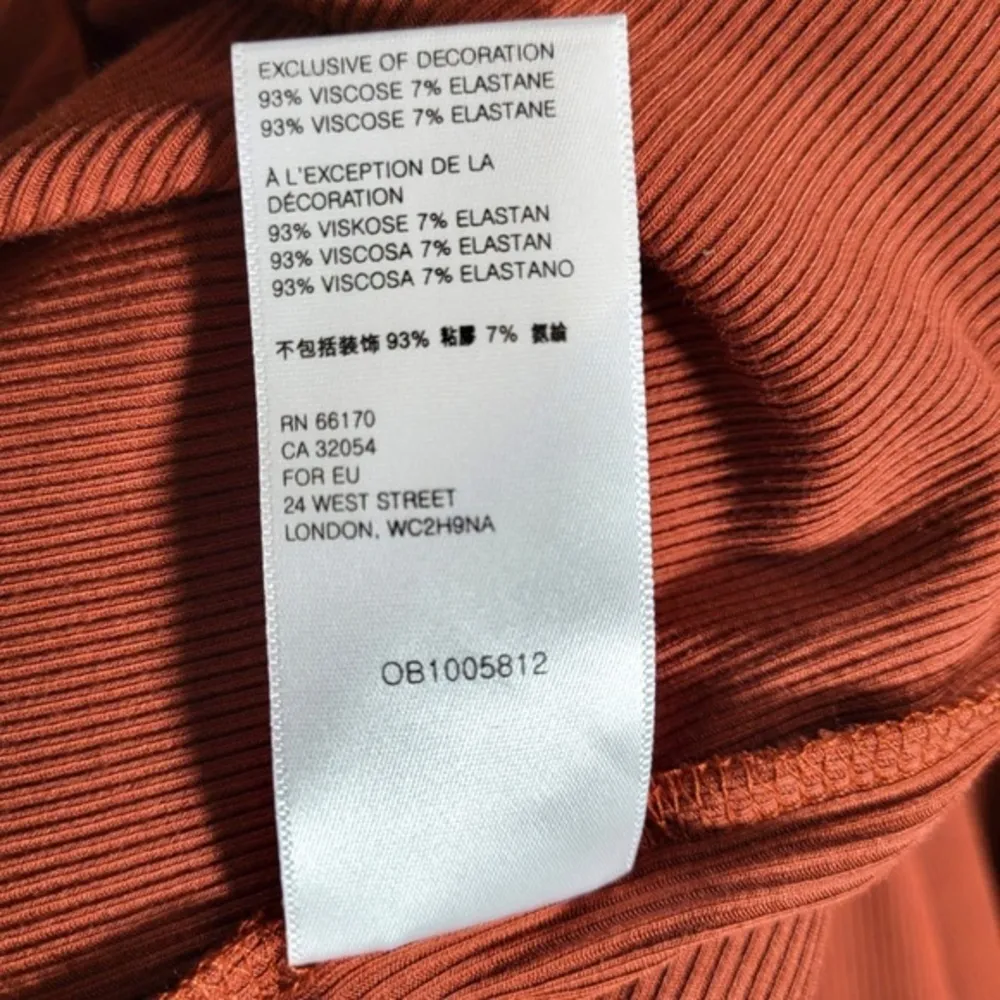 EXCLUSIVE OF DECORATION
93% VISCOSE 7% ELASTANE
93% VISCOSE 7% ELASTANE
À L'EXCEPTION DE LA
DÉCORATION
93% VISKOSE 7% ELASTAN
93% VISCOSA 7% ELASTAN
93% VISCOSA 7% ELASTANO
不包括装饰 93% 粘膠 7% 氨綸
RN 66170
CA 32054
FOR EU
24 WEST STREET
LONDON, WC2H9NA
OB1005812